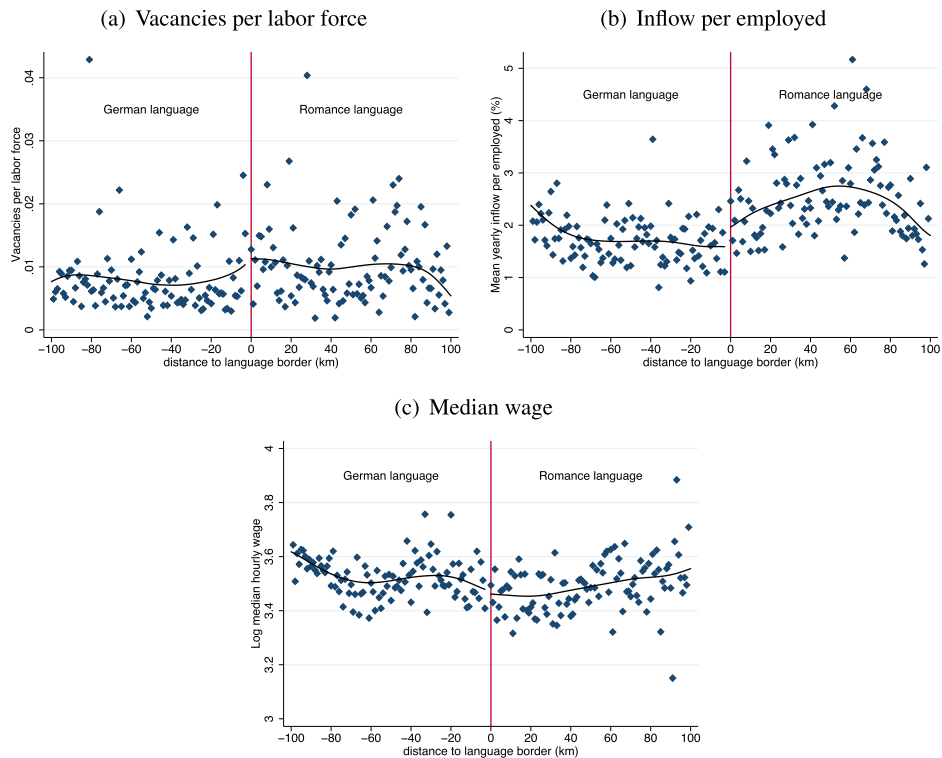 (a) Vacancies per labor force
Vacancies per labor force
0 .01 .02 .03 .04
German language
Romance language
−100 −80 −60 −40 −20 0 20 40 60 80 100
distance to language border (km)
(b) Inflow per employed
Mean yearly inflow per employed (%)
0 1 2 3 4 5
German language
Romance language
−100 −80 −60 −40 −20 0 20 40 60 80 100
distance to language border (km)
(c) Median wage
Log median hourly wage
3 3.2 3.4 3.6 3.8 4
German language
Romance language
−100 −80 −60 −40 −20 0 20 40 60 80 100
distance to language border (km)